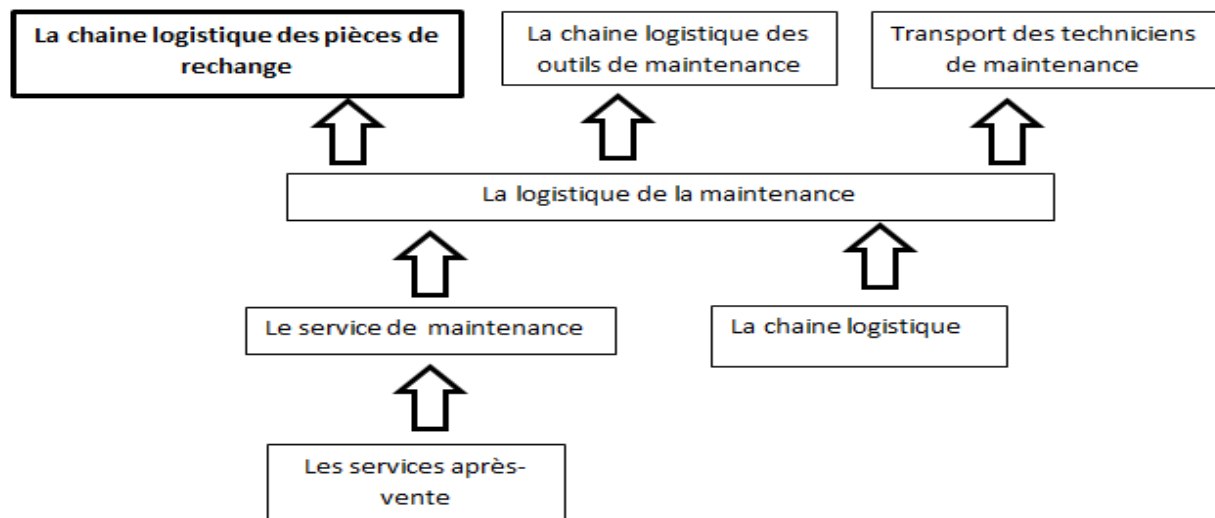 La chaine logistique des pièces de
rechange
La chaine logistique des
outils de maintenance
Transport des techniciens
de maintenance
La logistique de la maintenance
Le service de maintenance
La chaine logistique
Les services après-
vente